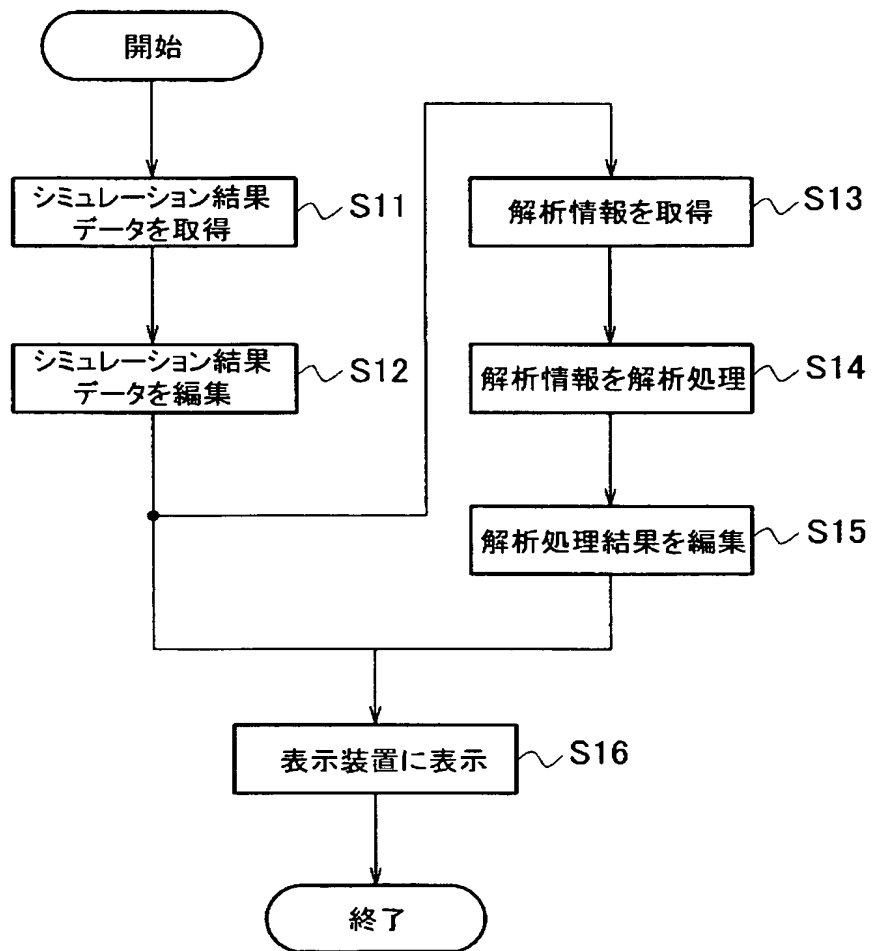 開始
シミュレーション結果
データを取得
S11
シミュレーション結果
データを編集
S12
解析情報を取得
S13
解析情報を解析処理
S14
解析処理結果を編集
S15
表示装置に表示
S16
終了